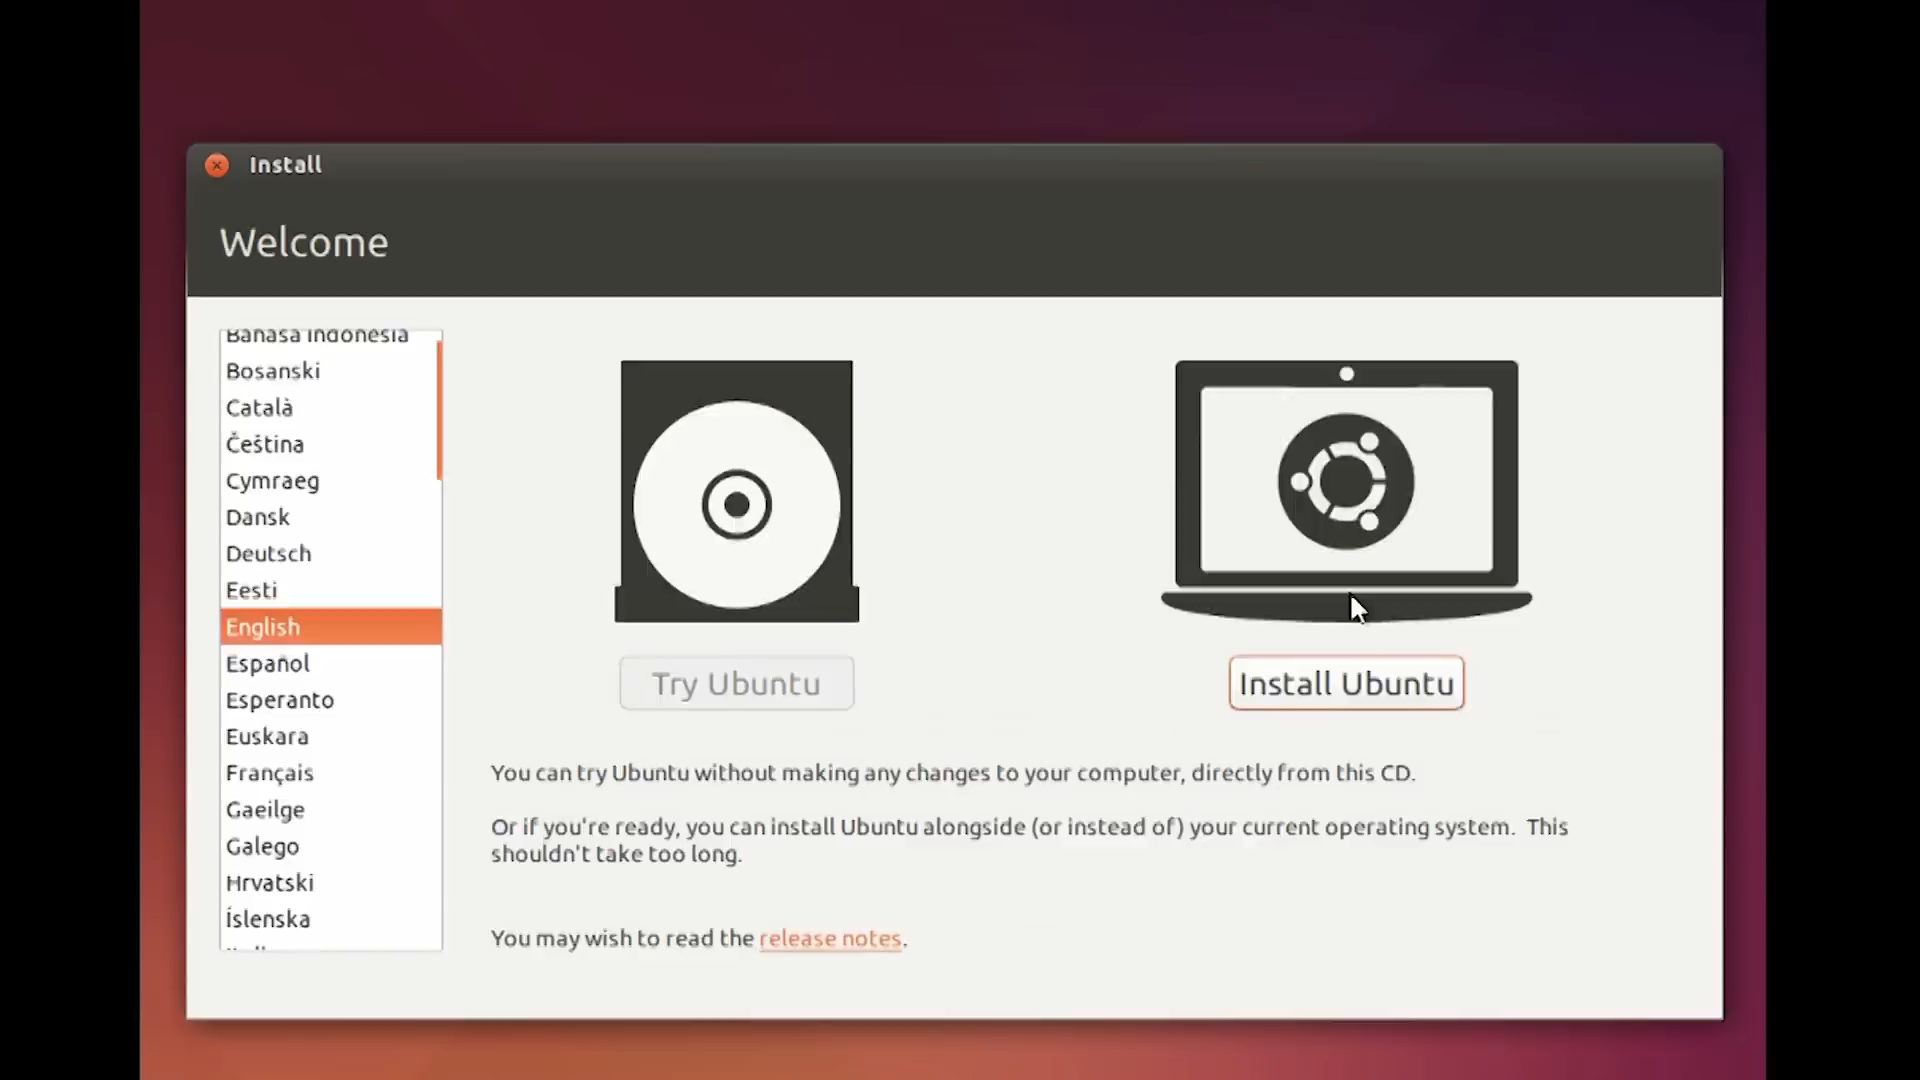 Install
Welcome
Bahasa Indonesia
Bosanski
Català
Čeština
Cymraeg
Dansk
Deutsch
Eesti
English
Español
Esperanto
Euskara
Français
Gaeilge
Galego
Hrvatski
Íslenska
Try Ubuntu
Install Ubuntu
You can try Ubuntu without making any changes to your computer, directly from this CD.
Or if you're ready, you can install Ubuntu alongside (or instead of) your current operating system.  This
shouldn't take too long.
You may wish to read the release notes.